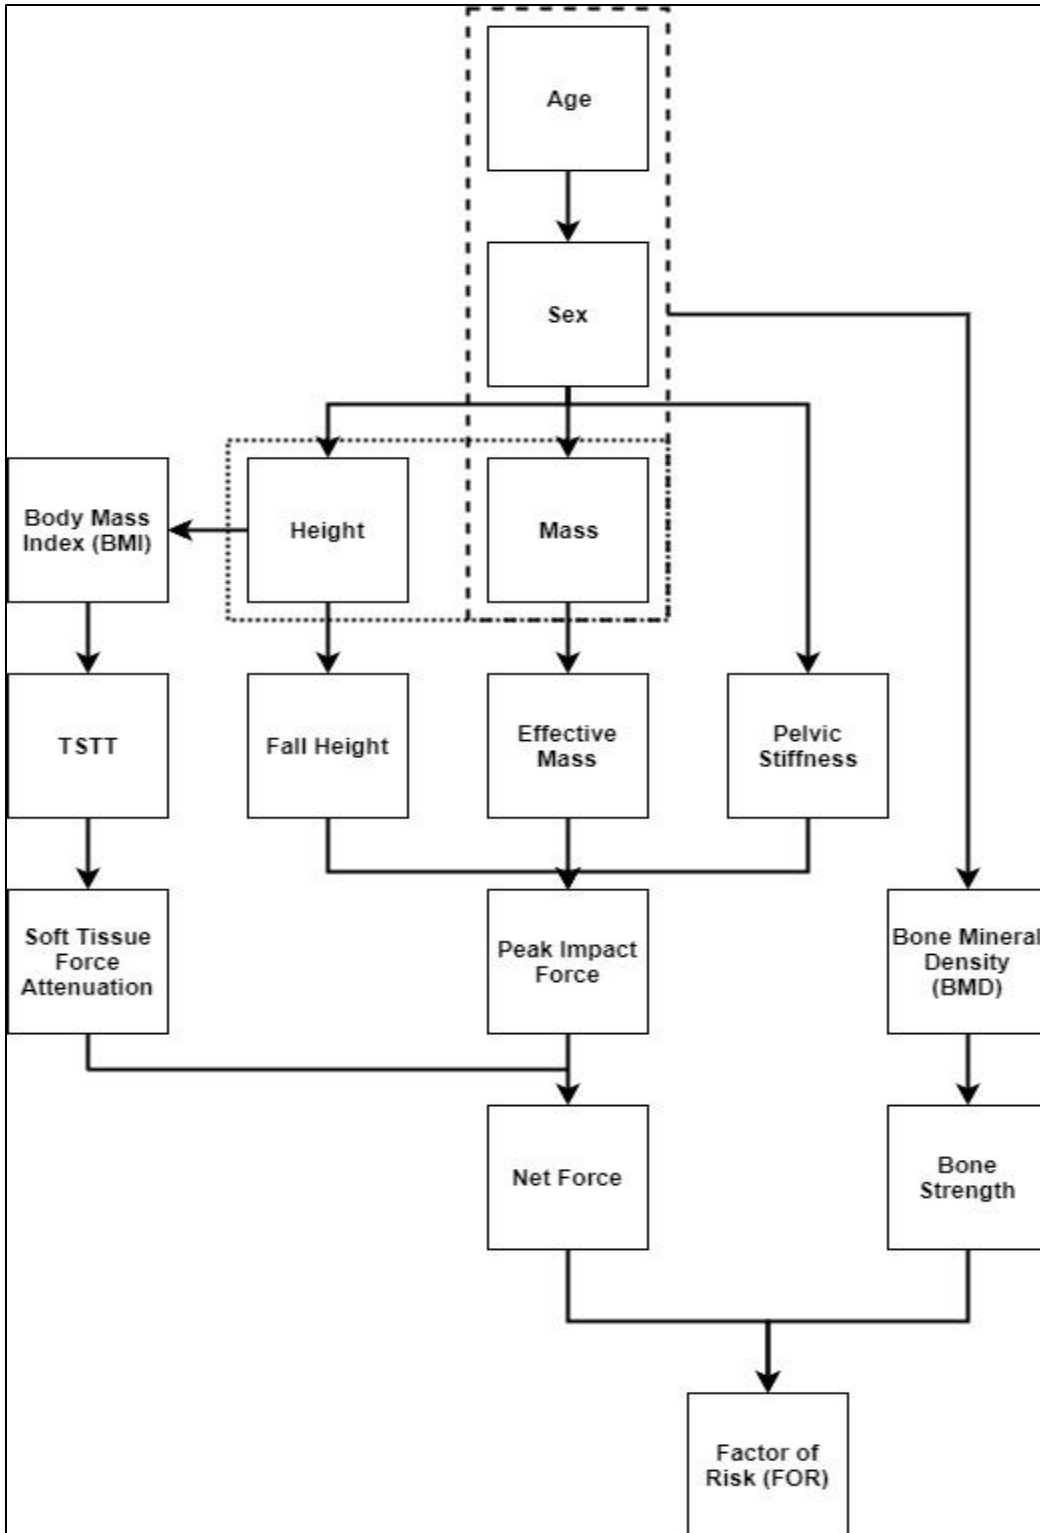 Age
Sex
Body Mass
Index (BMI)
Height
Mass
TSTT
Fall Height
Effective
Mass
Pelvic
Stiffness
Soft Tissue
Force
Attenuation
Peak Impact
Force
Bone Mineral
Density
(BMD)
Net Force
Bone
Strength
Factor of
Risk (FOR)